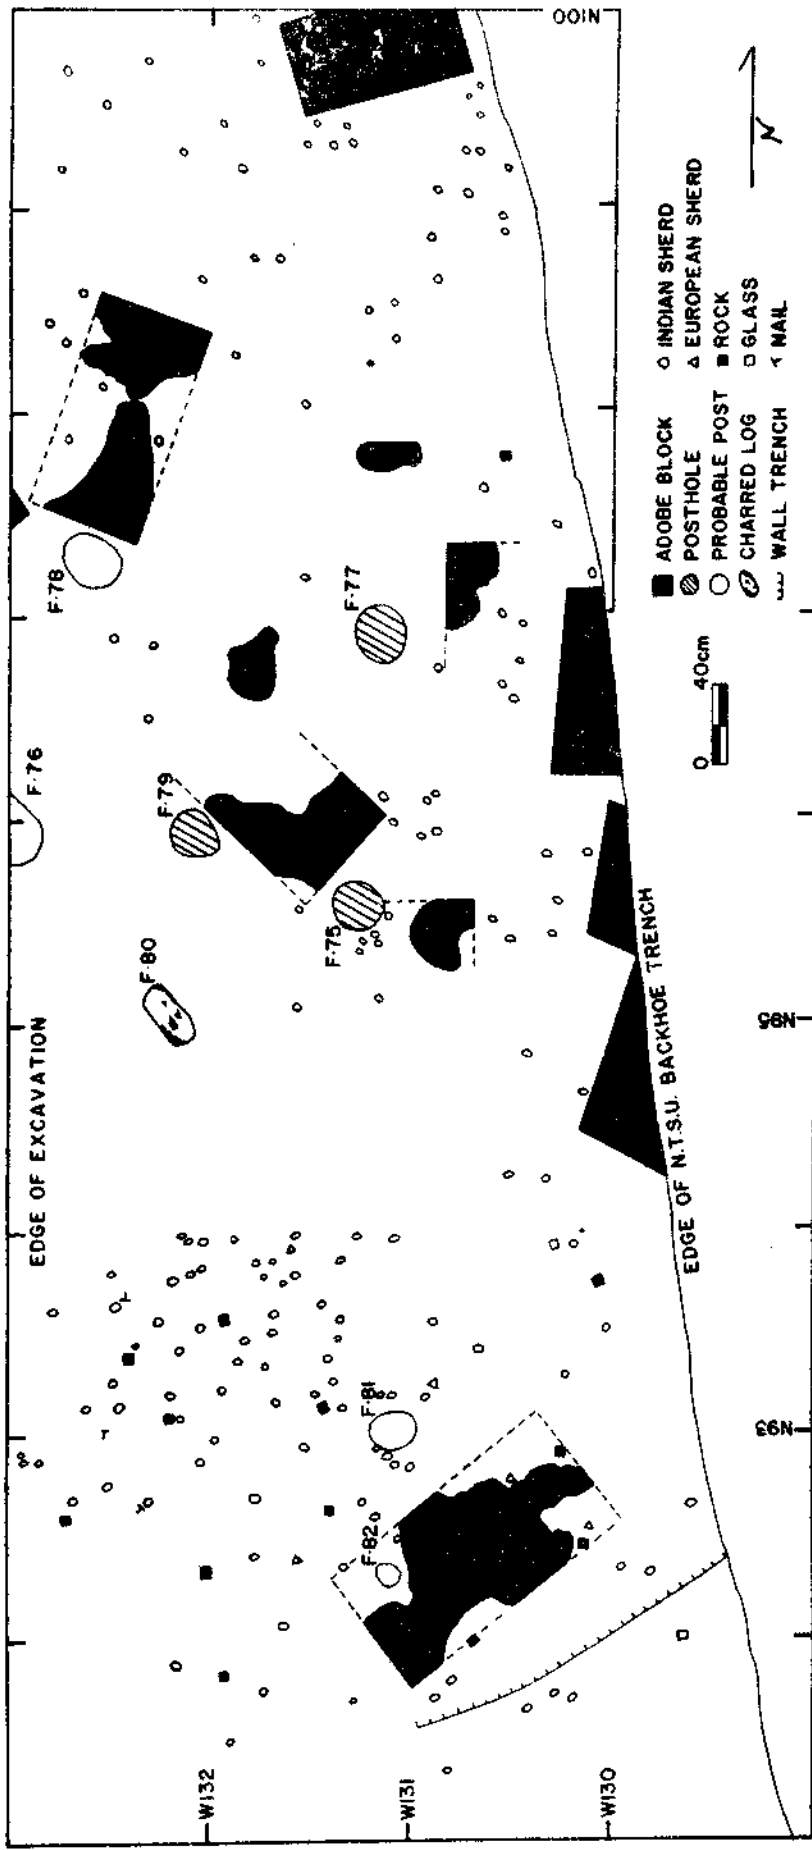 EDGE OF EXCAVATION
F-76
F-78
F-79
F-77
F-80
F-75
F-81
F-82
EDGE OF N.T.S.U. BACKHOE TRENCH
W132
W131
W130
N93
N95
N100
0 40cm
ADOBE BLOCK
POSTHOLE
PROBABLE POST
CHARRED LOG
WALL TRENCH
INDIAN SHERD
EUROPEAN SHERD
ROCK
GLASS
NAIL
N